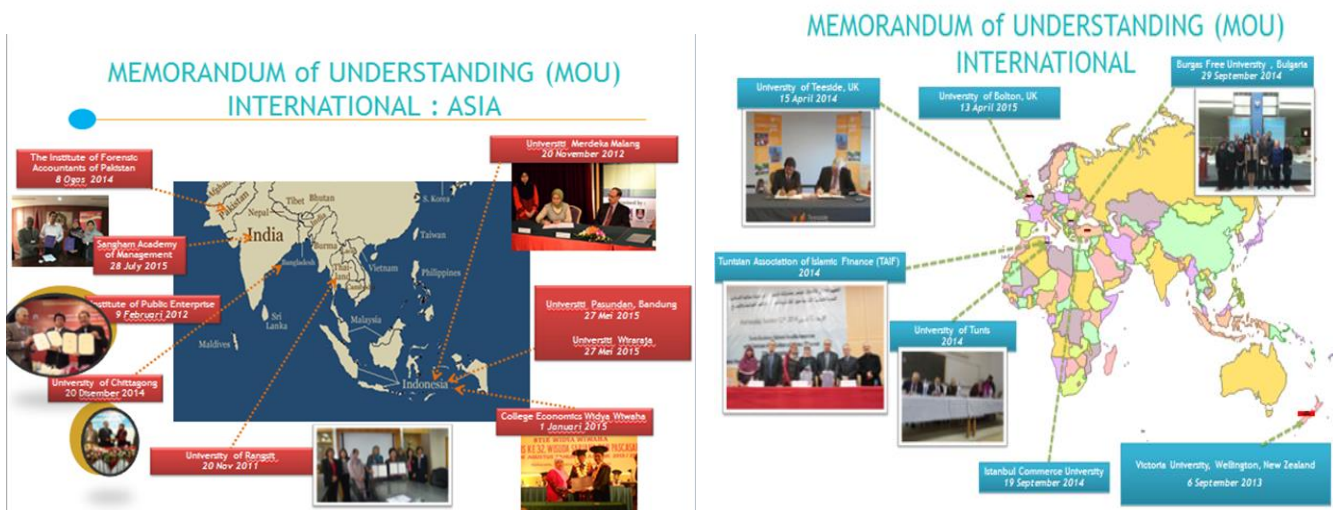 MEMORANDUM of UNDERSTANDING (MOU)
INTERNATIONAL : ASIA
The Institute of Forensic
Accountants of Pakistan
8 Ogos 2014
Sangham Academy
of Management
28 July 2015
Institute of Public Enterprise
9 Februari 2012
University of Chittagong
20 Disember 2014
University of Rangsit
20 Nov 2011
Universiti Merdeka Malang
20 November 2012
Universiti Pasundan, Bandung
27 Mei 2015
Universiti Wiraraja
27 Mei 2015
College Economics Widya Wiwaha
1 Januari 2015
Pakistan
Nepal
Tibet
Bhutan
India
Bangladesh
Burma
Thai-
land
Vietnam
S. Korea
Taiwan
Philippines
Sri
Lanka
Maldives
Malaysia
Indonesia
MEMORANDUM of UNDERSTANDING (MOU)
INTERNATIONAL
University of Teeside, UK
15 April 2014
University of Bolton, UK
13 April 2015
Burgas Free University , Bulgaria
29 September 2014
Tunisian Association of Islamic Finance (TAIF)
2014
University of Tunis
2014
Istanbul Commerce University
19 September 2014
Victoria University, Wellington, New Zealand
6 September 2013
Teesside